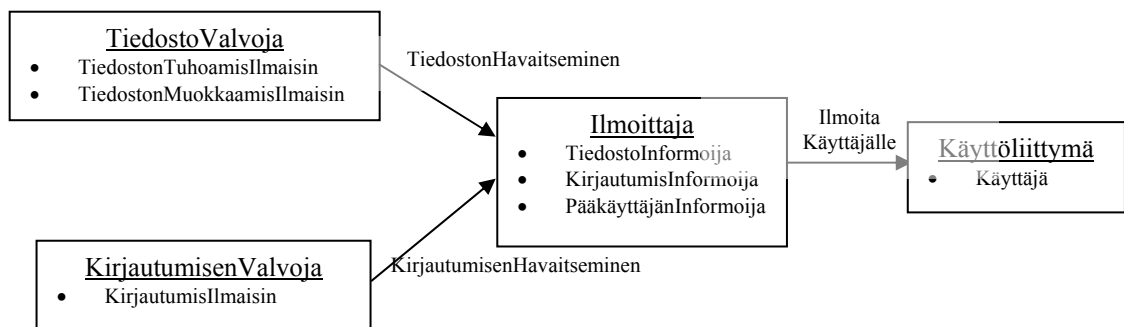 TiedostoValvoja
• TiedostonTuhoamisIlmaisin
• TiedostonMuokkaamisIlmaisin
TiedostonHavaitseminen
Ilmoittaja
• TiedostoInformoija
• KirjautumisInformoija
• PääkäyttäjänInformoija
Ilmoita
Käyttäjälle
Käyttöliittymä
• Käyttäjä
KirjautumisenValvoja
• KirjautumisIlmaisin
KirjautumisenHavaitseminen